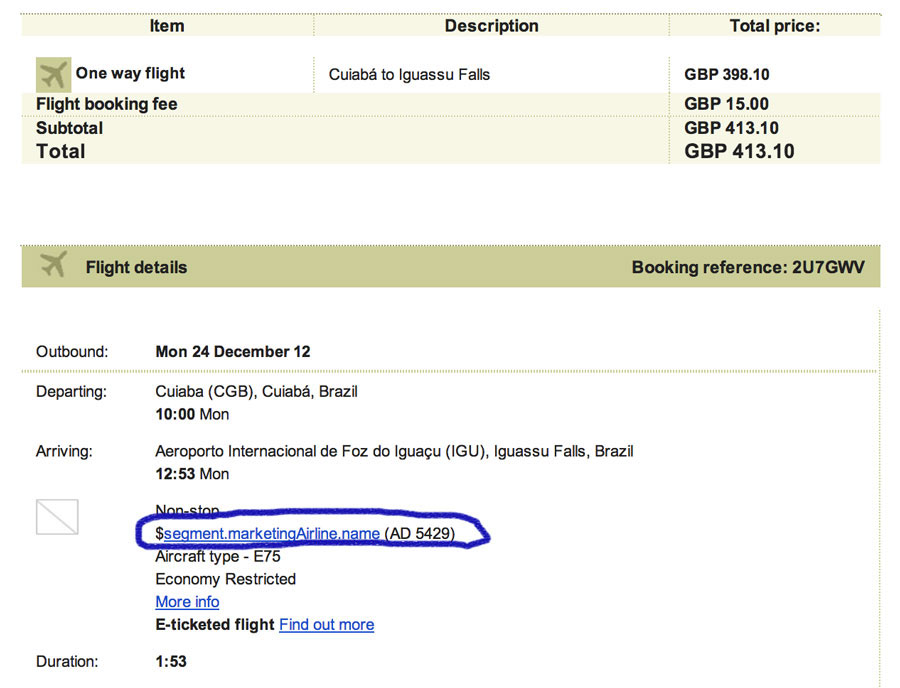 Item Description Total price:
One way flight Cuiabá to Iguassu Falls GBP 398.10
Flight booking fee GBP 15.00
Subtotal GBP 413.10
Total GBP 413.10
Flight details Booking reference: 2U7GWV
Outbound: Mon 24 December 12
Departing: Cuiaba (CGB), Cuiabá, Brazil
10:00 Mon
Arriving: Aeroporto Internacional de Foz do Iguaçu (IGU), Iguassu Falls, Brazil
12:53 Mon
Non-stop
$segment.marketingAirline.name (AD 5429)
Aircraft type - E75
Economy Restricted
More info
E-ticketed flight Find out more
Duration: 1:53